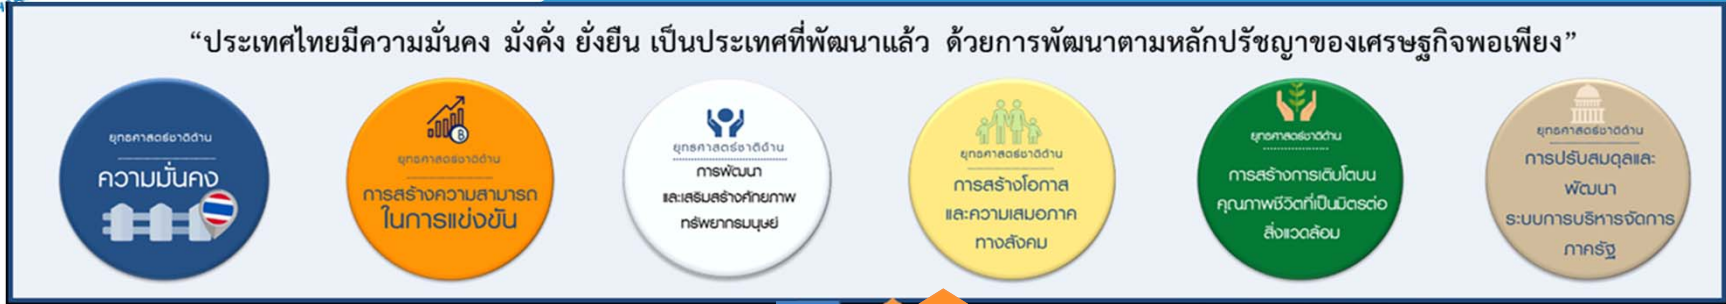 “ประเทศไทยมีความมั่นคง มั่งคั่ง ยั่งยืน เป็นประเทศที่พัฒนาแล้ว ด้วยการพัฒนาตามหลักปรัชญาของเศรษฐกิจพอเพียง”
ยุทธศาสตร์ชาติด้าน
ความมั่นคง
ยุทธศาสตร์ชาติด้าน
การสร้างความสามารถ
ในการแข่งขัน
ยุทธศาสตร์ชาติด้าน
การพัฒนา
และเสริมสร้างศักยภาพ
ทรัพยากรมนุษย์
ยุทธศาสตร์ชาติด้าน
การสร้างโอกาส
และความเสมอภาค
ทางสังคม
ยุทธศาสตร์ชาติด้าน
การสร้างการเติบโตบน
คุณภาพชีวิตที่เป็นมิตรต่อ
สิ่งแวดล้อม
ยุทธศาสตร์ชาติด้าน
การปรับสมดุลและ
พัฒนา
ระบบการบริหารจัดการ
ภาครัฐ